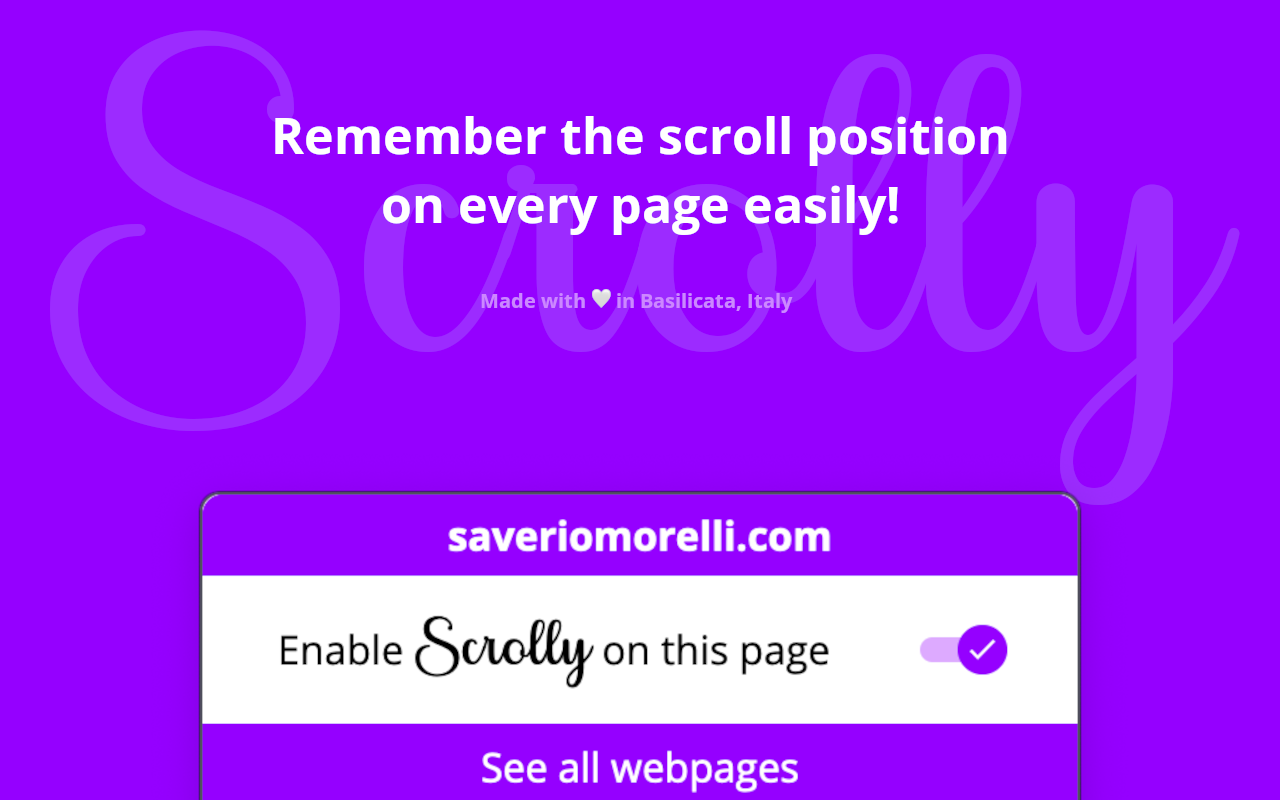 Scrolly
Remember the scroll position
on every page easily!
Made with 🤍 in Basilicata, Italy
saveriomorelli.com
Enable Scrolly on this page
See all webpages